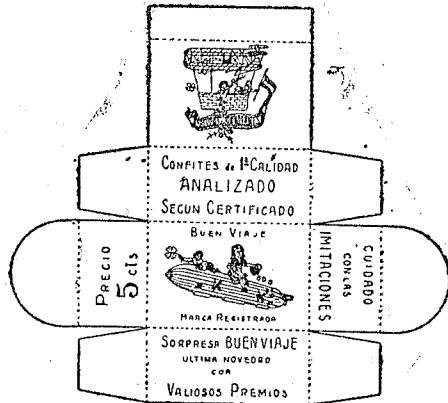 CONFITES de 1ª CALIDAD
ANALIZADO
SEGUN CERTIFICADO
BUEN VIAJE
MARCA REGISTRADA
PRECIO
5 cts
CUIDADO
CON LAS
IMITACIONES
SORPRESA BUEN VIAJE
ULTIMA NOVEDAD
CON
VALIOSOS PREMIOS